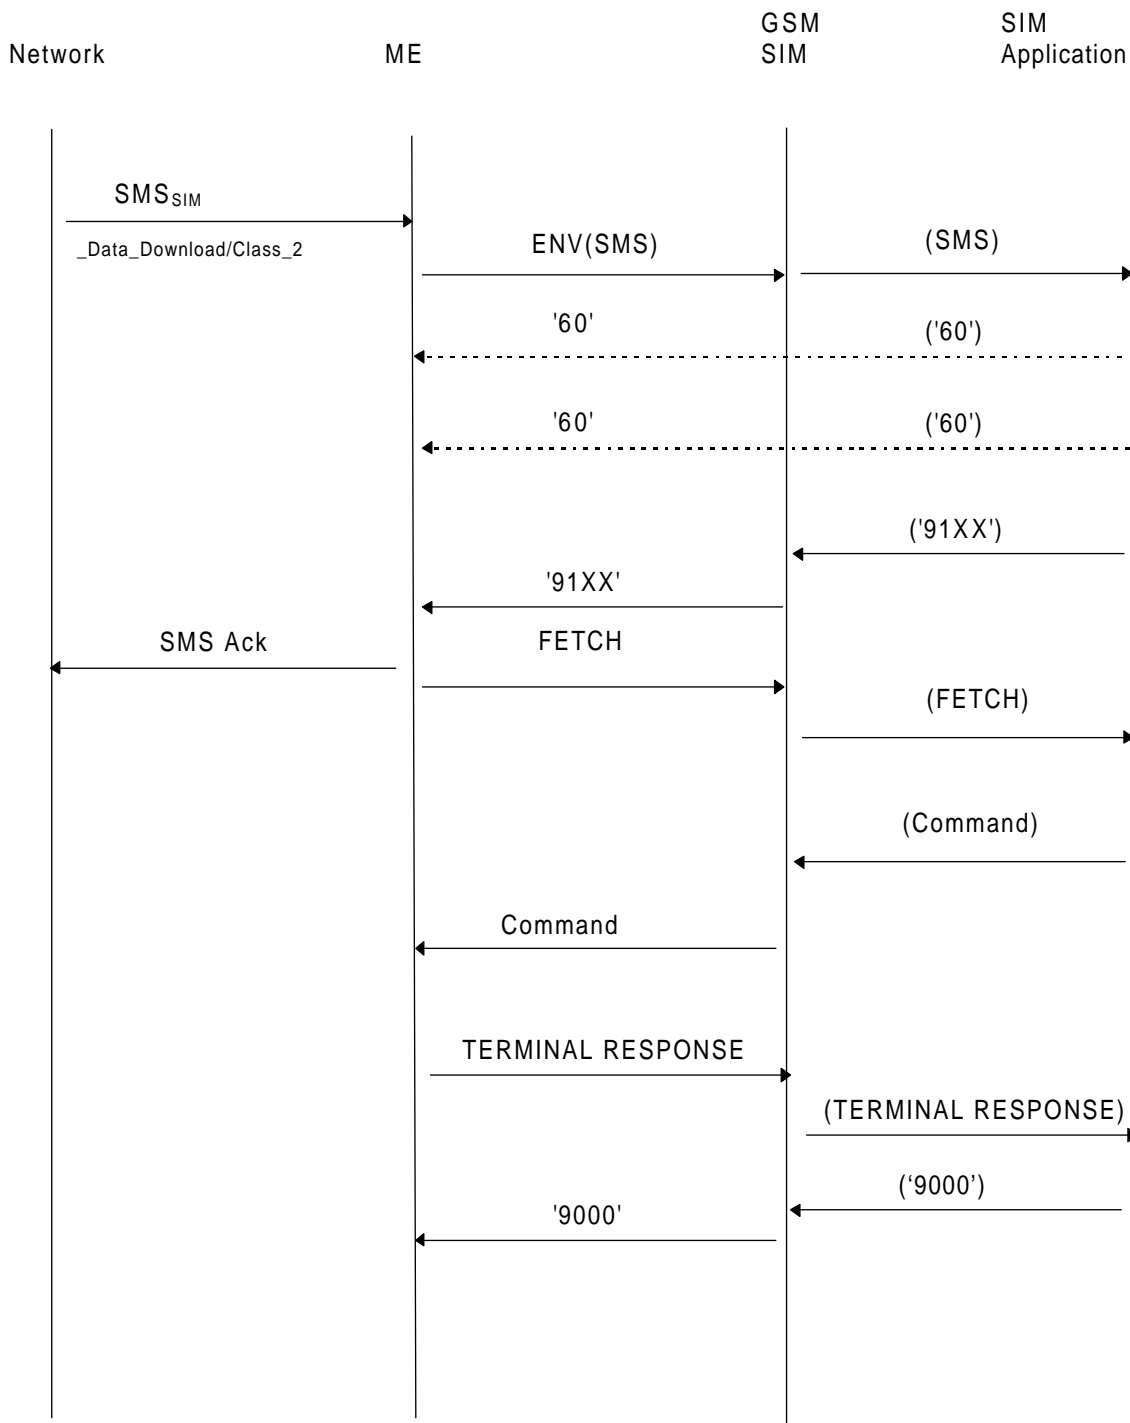 GSM SIM
Network ME SIM Application
SMSSIM
_Data_Download/Class_2
ENV(SMS) (SMS)
'60' ('60')
'60' ('60')
('91XX')
'91XX'
SMS Ack FETCH
(FETCH)
(Command)
Command
TERMINAL RESPONSE
(TERMINAL RESPONSE)
(‘9000’)
'9000'